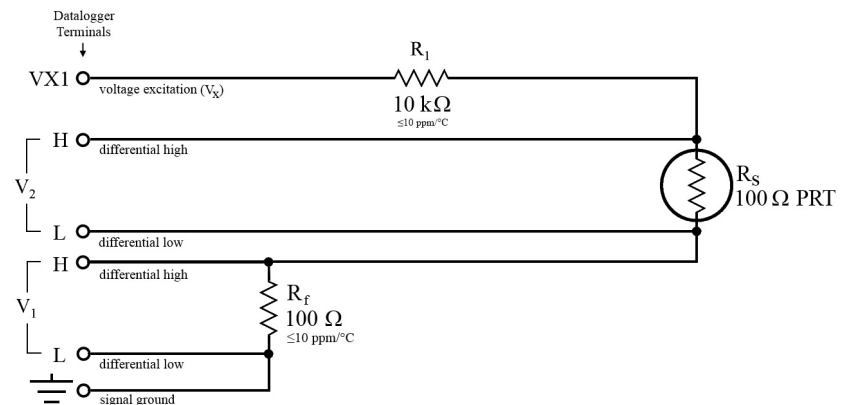 Datalogger
Terminals
R1
VX1
voltage excitation (VX)
10 kΩ
≤10 ppm/°C
H
differential high
V2
RS
100 Ω PRT
L
differential low
H
differential high
V1
Rf
100 Ω
≤10 ppm/°C
L
differential low
signal ground